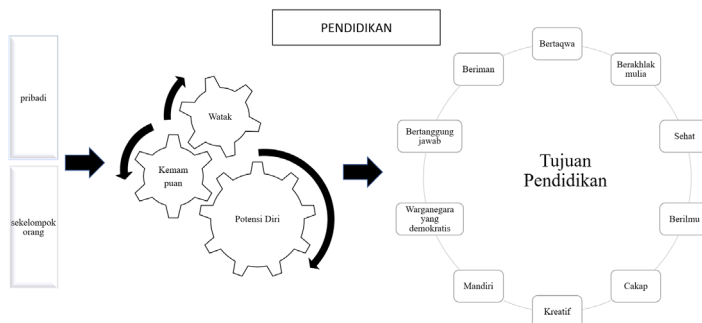 PENDIDIKAN
pribadi
sekelompok
orang
Watak
Kemam
puan
Potensi Diri
Tujuan
Pendidikan
Bertaqwa
Berakhlak
mulia
Sehat
Berilmu
Cakap
Kreatif
Mandiri
Warganegara
yang
demokratis
Bertanggung
jawab
Beriman